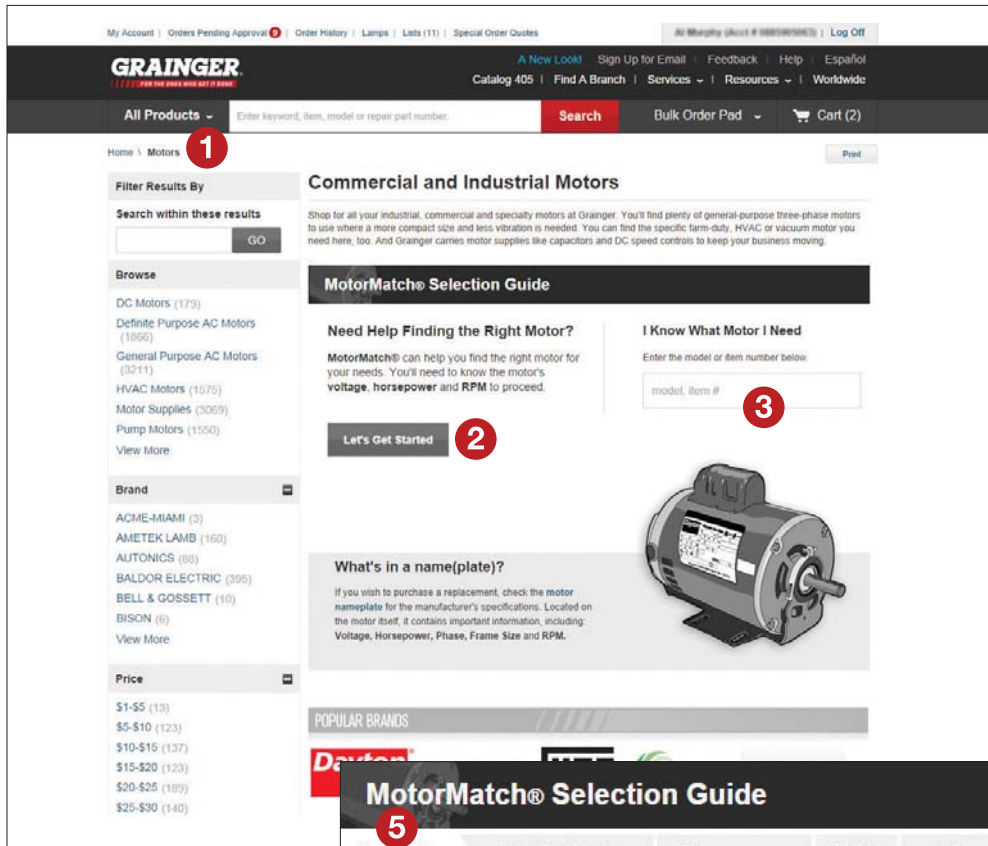 My Account | Orders Pending Approval 9 | Order History | Lamps | Lists (11) | Special Order Quotes
| Log Off
GRAINGER.
FOR THE ONES WHO GET IT DONE
A New Look! Sign Up for Email | Feedback | Help | Español
Catalog 405 | Find A Branch | Services | Resources | Worldwide
All Products
Enter keyword, item, model or repair part number.
Search
Bulk Order Pad
Cart (2)
Home \ Motors
1
Print
Filter Results By
Search within these results
GO
Browse
DC Motors (179)
Definite Purpose AC Motors
(1866)
General Purpose AC Motors
(3211)
HVAC Motors (1575)
Motor Supplies (3069)
Pump Motors (1550)
View More
Brand
ACME-MIAMI (3)
AMETEK LAMB (160)
AUTONICS (88)
BALDOR ELECTRIC (395)
BELL & GOSSETT (10)
BISON (6)
View More
Price
$1-$5 (13)
$5-$10 (123)
$10-$15 (137)
$15-$20 (123)
$20-$25 (189)
$25-$30 (140)
Commercial and Industrial Motors
Shop for all your industrial, commercial and specialty motors at Grainger. You'll find plenty of general-purpose three-phase motors
to use where a more compact size and less vibration is needed. You can find the specific farm-duty, HVAC or vacuum motor you
need here, too. And Grainger carries motor supplies like capacitors and DC speed controls to keep your business moving.
MotorMatch® Selection Guide
Need Help Finding the Right Motor?
MotorMatch® can help you find the right motor for
your needs. You'll need to know the motor's
voltage, horsepower and RPM to proceed.
Let's Get Started
2
I Know What Motor I Need
Enter the model or item number below.
model, item #
3
What's in a name(plate)?
If you wish to purchase a replacement, check the motor
nameplate for the manufacturer's specifications. Located on
the motor itself, it contains important information, including:
Voltage, Horsepower, Phase, Frame Size and RPM.
POPULAR BRANDS
Dayton
MotorMatch® Selection Guide
5